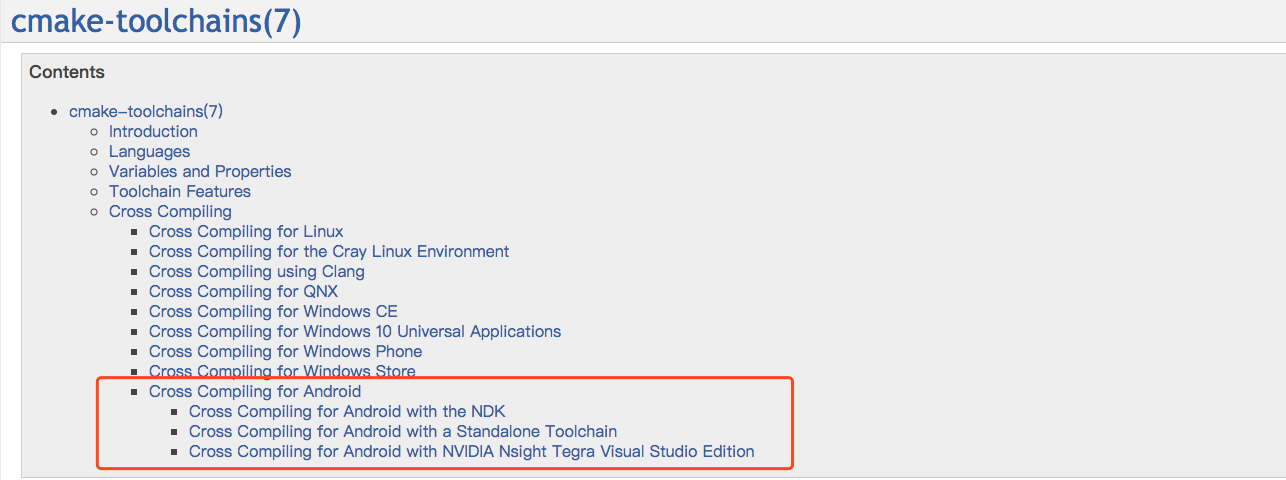 cmake-toolchains(7)
Contents
cmake-toolchains(7)
Introduction
Languages
Variables and Properties
Toolchain Features
Cross Compiling
Cross Compiling for Linux
Cross Compiling for the Cray Linux Environment
Cross Compiling using Clang
Cross Compiling for QNX
Cross Compiling for Windows CE
Cross Compiling for Windows 10 Universal Applications
Cross Compiling for Windows Phone
Cross Compiling for Windows Store
Cross Compiling for Android
Cross Compiling for Android with the NDK
Cross Compiling for Android with a Standalone Toolchain
Cross Compiling for Android with NVIDIA Nsight Tegra Visual Studio Edition